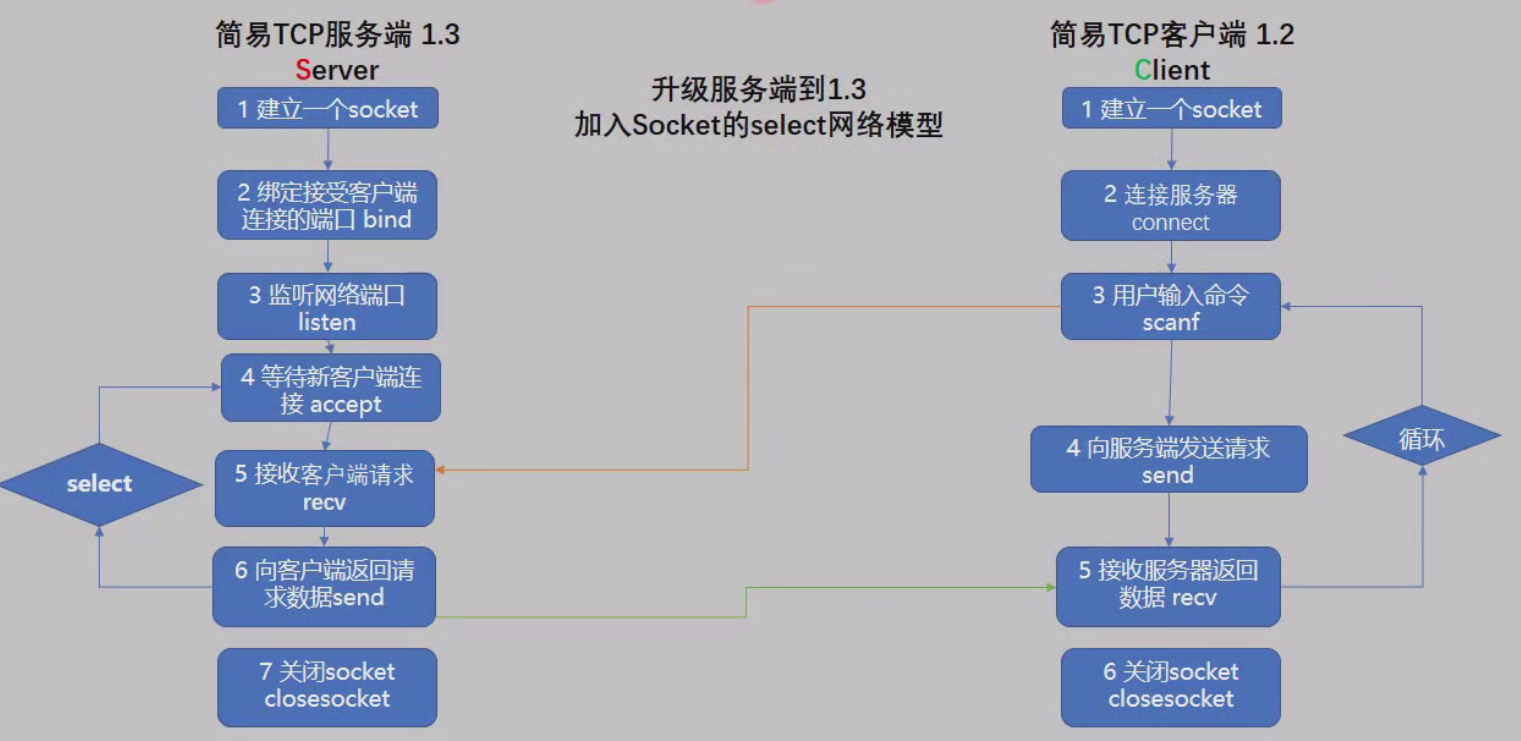 简易TCP服务端 1.3
Server
1 建立一个socket
2 绑定接受客户端
连接的端口 bind
3 监听网络端口
listen
4 等待新客户端连
接 accept
5 接收客户端请求
recv
6 向客户端返回请
求数据send
7 关闭socket
closesocket
select
升级服务端到1.3
加入Socket的select网络模型
简易TCP客户端 1.2
Client
1 建立一个socket
2 连接服务器
connect
3 用户输入命令
scanf
4 向服务端发送请求
send
5 接收服务器返回
数据 recv
6 关闭socket
closesocket
循环